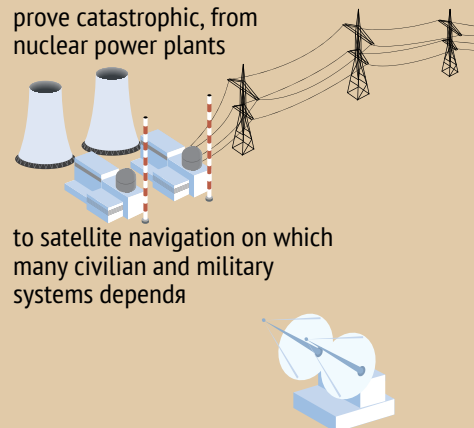 prove catastrophic, from
nuclear power plants
to satellite navigation on which
many civilian and military
systems dependя